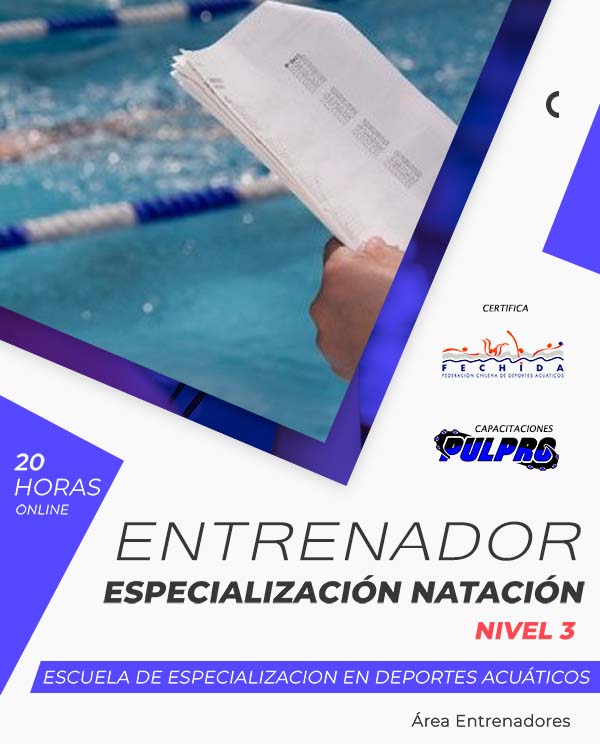 CERTIFICA
FECHIDA
FEDERACIÓN CHILENA DE DEPORTES ACUÁTICOS
CAPACITACIONES
PULPRO
20
HORAS
ONLINE
ENTRENADOR
ESPECIALIZACIÓN NATACIÓN
NIVEL 3
ESCUELA DE ESPECIALIZACION EN DEPORTES ACUÁTICOS
Área Entrenadores